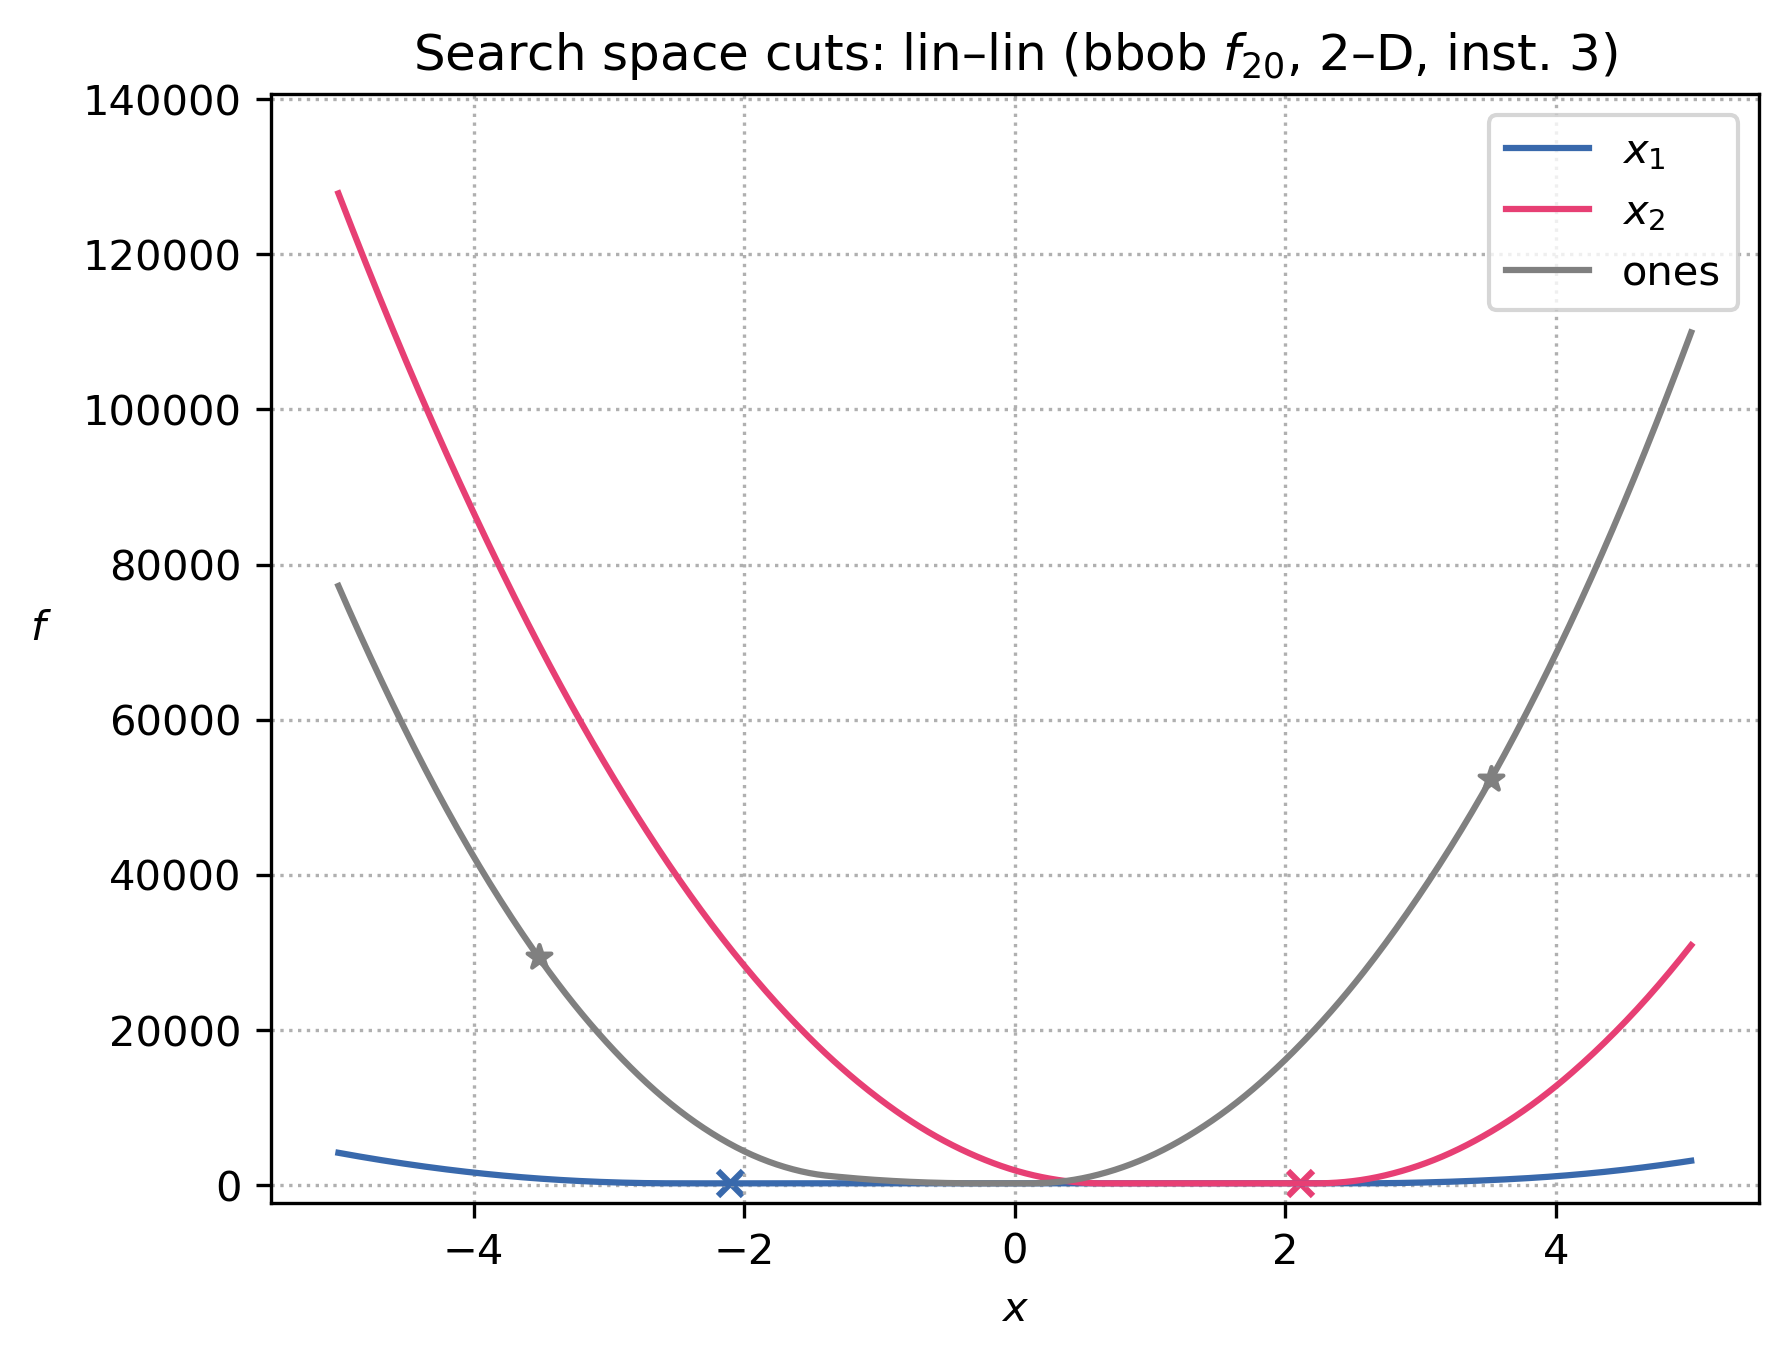 Search space cuts: lin–lin (bbob f₂₀, 2–D, inst. 3)
140000
120000
100000
80000
60000
40000
20000
0
f
x₁
x₂
ones
−4
−2
0
2
4
x